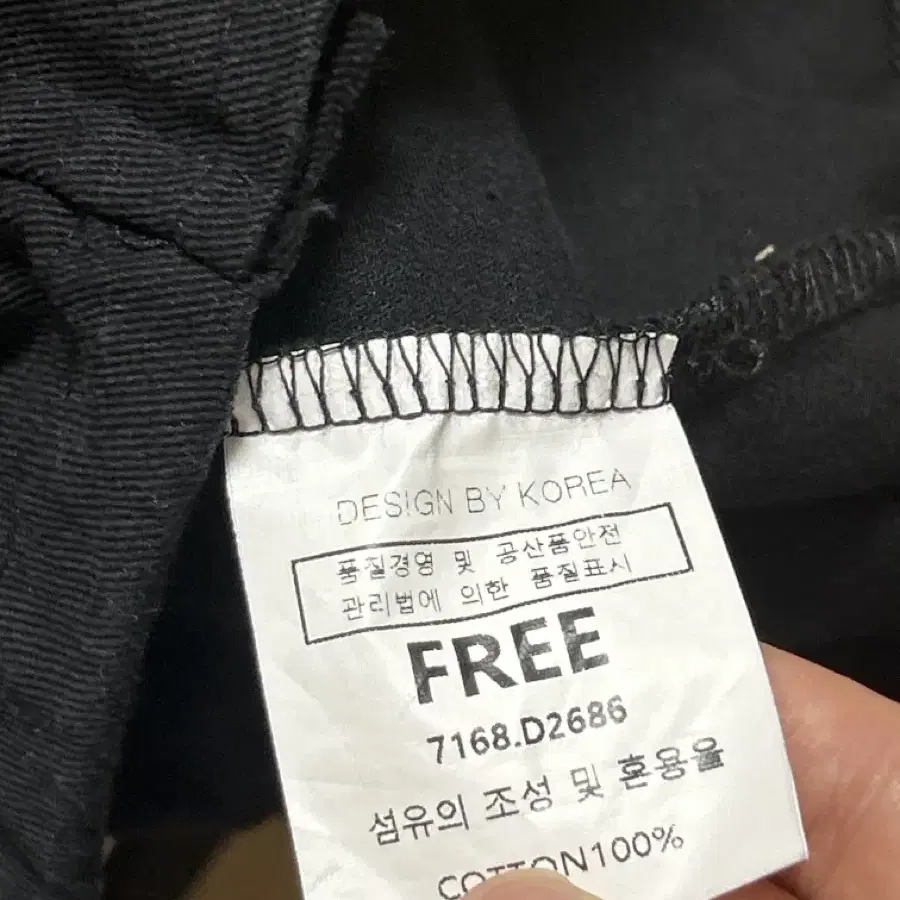 DESIGN BY KOREA
품질경영 및 공산품안전
관리법에 의한 품질표시
FREE
7168.D2686
섬유의 조성 및 혼용율
COTTON100%